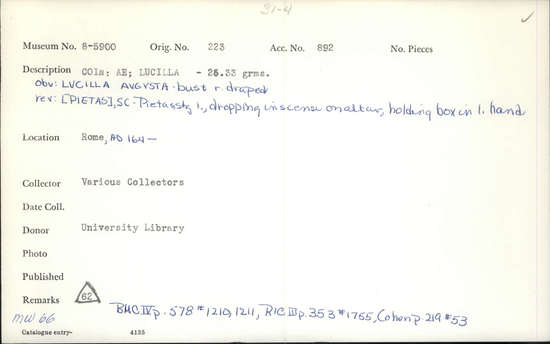 21-4
✓
Museum No. 8-5900 Orig. No. 223 Acc. No. 892 No. Pieces
Description COIN: AE; LUCILLA - 25.33 grms.
obv: LVCILLA AVGVSTA - bust r. draped
rev: [PIETAS], SC - Pietas stg l., dropping incense on altar, holding box in l. hand
Location Rome, AD 164 —
Collector Various Collectors
Date Coll.
Donor University Library
Photo
Published
Remarks 62 BMC IV p. 578 #1210, 1211, RIC III p. 353 #1755, Cohen p. 219 #53
MW 66
Catalogue entry- 4135